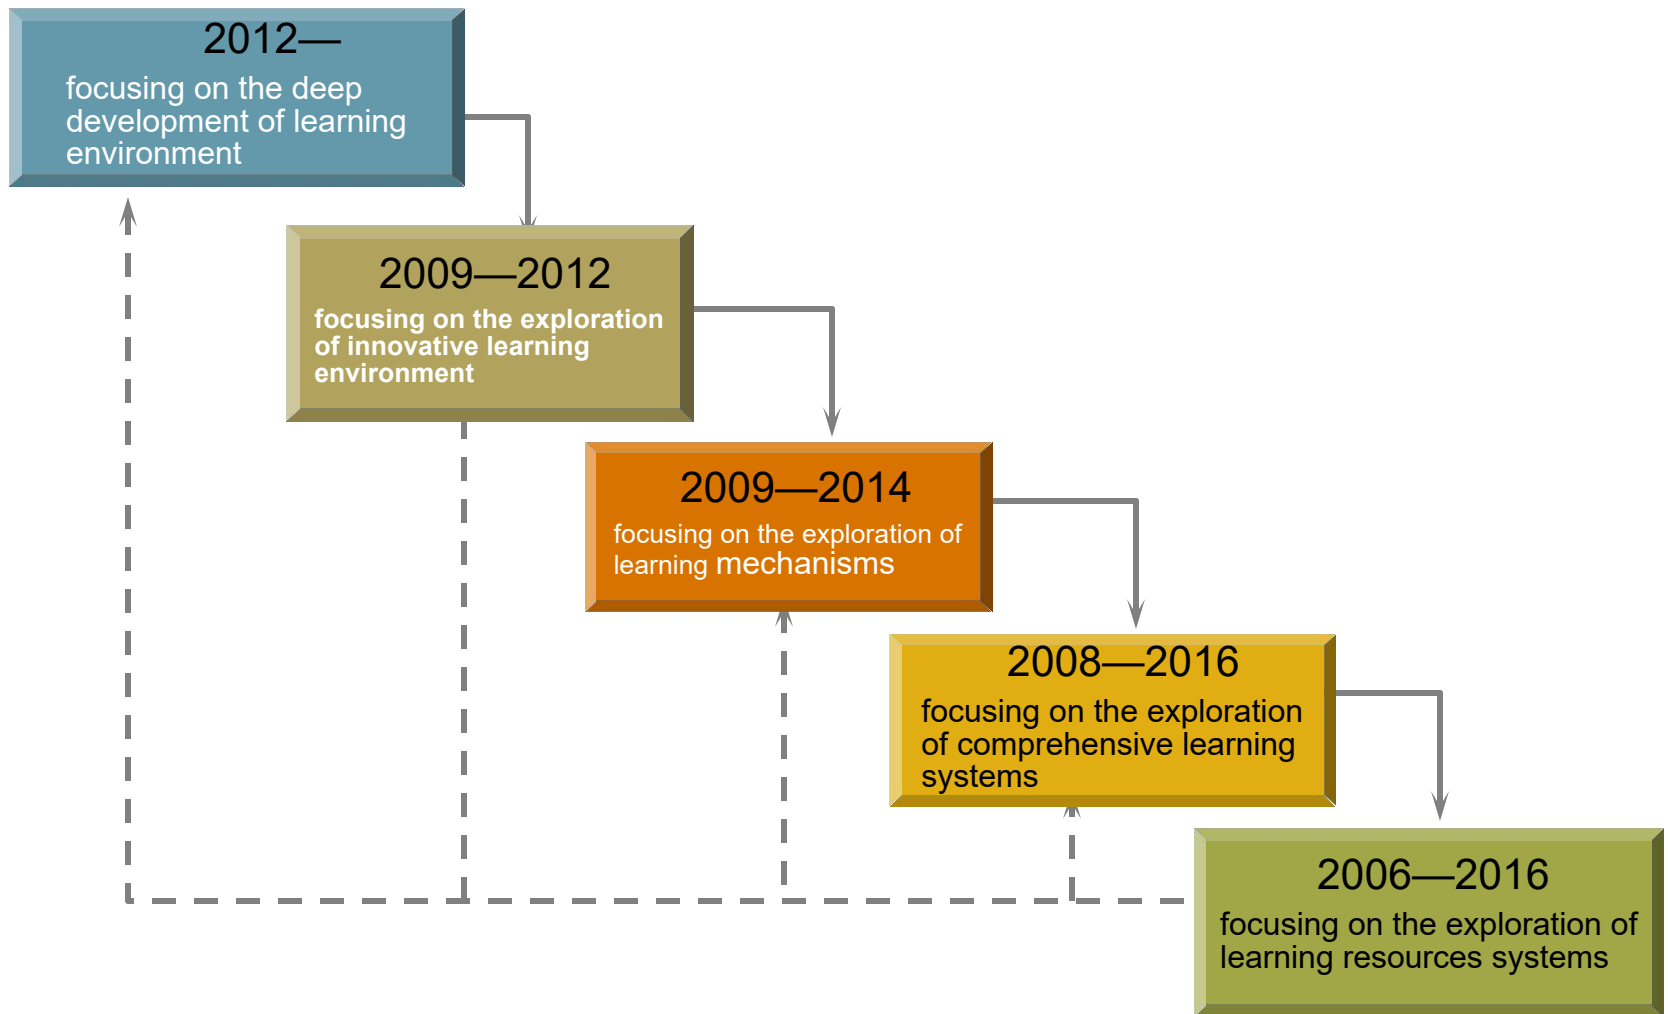 2012—
focusing on the deep
development of learning
environment
2009—2012
focusing on the exploration
of innovative learning
environment
2009—2014
focusing on the exploration of
learning mechanisms
2008—2016
focusing on the exploration
of comprehensive learning
systems
2006—2016
focusing on the exploration of
learning resources systems